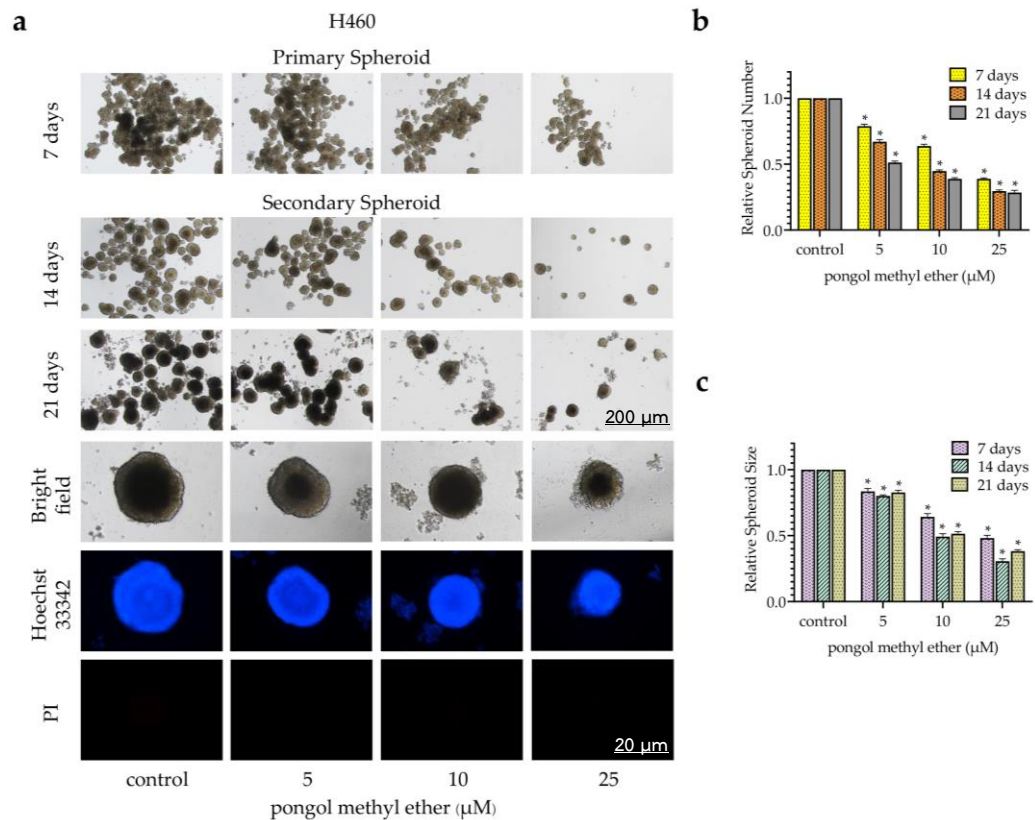 a
H460
Primary Spheroid
7 days
Secondary Spheroid
14 days
21 days
200 µm
Bright
field
Hoechst
33342
PI
20 µm
control 5 10 25
pongol methyl ether (µM)
b
Relative Spheroid Number
1.0
0.5
0.0
7 days
14 days
21 days
* * * * * * * * *
control 5 10 25
pongol methyl ether (µM)
c
Relative Spheroid Size
1.0
0.5
0.0
7 days
14 days
21 days
* * * * * * * * *
control 5 10 25
pongol methyl ether (µM)